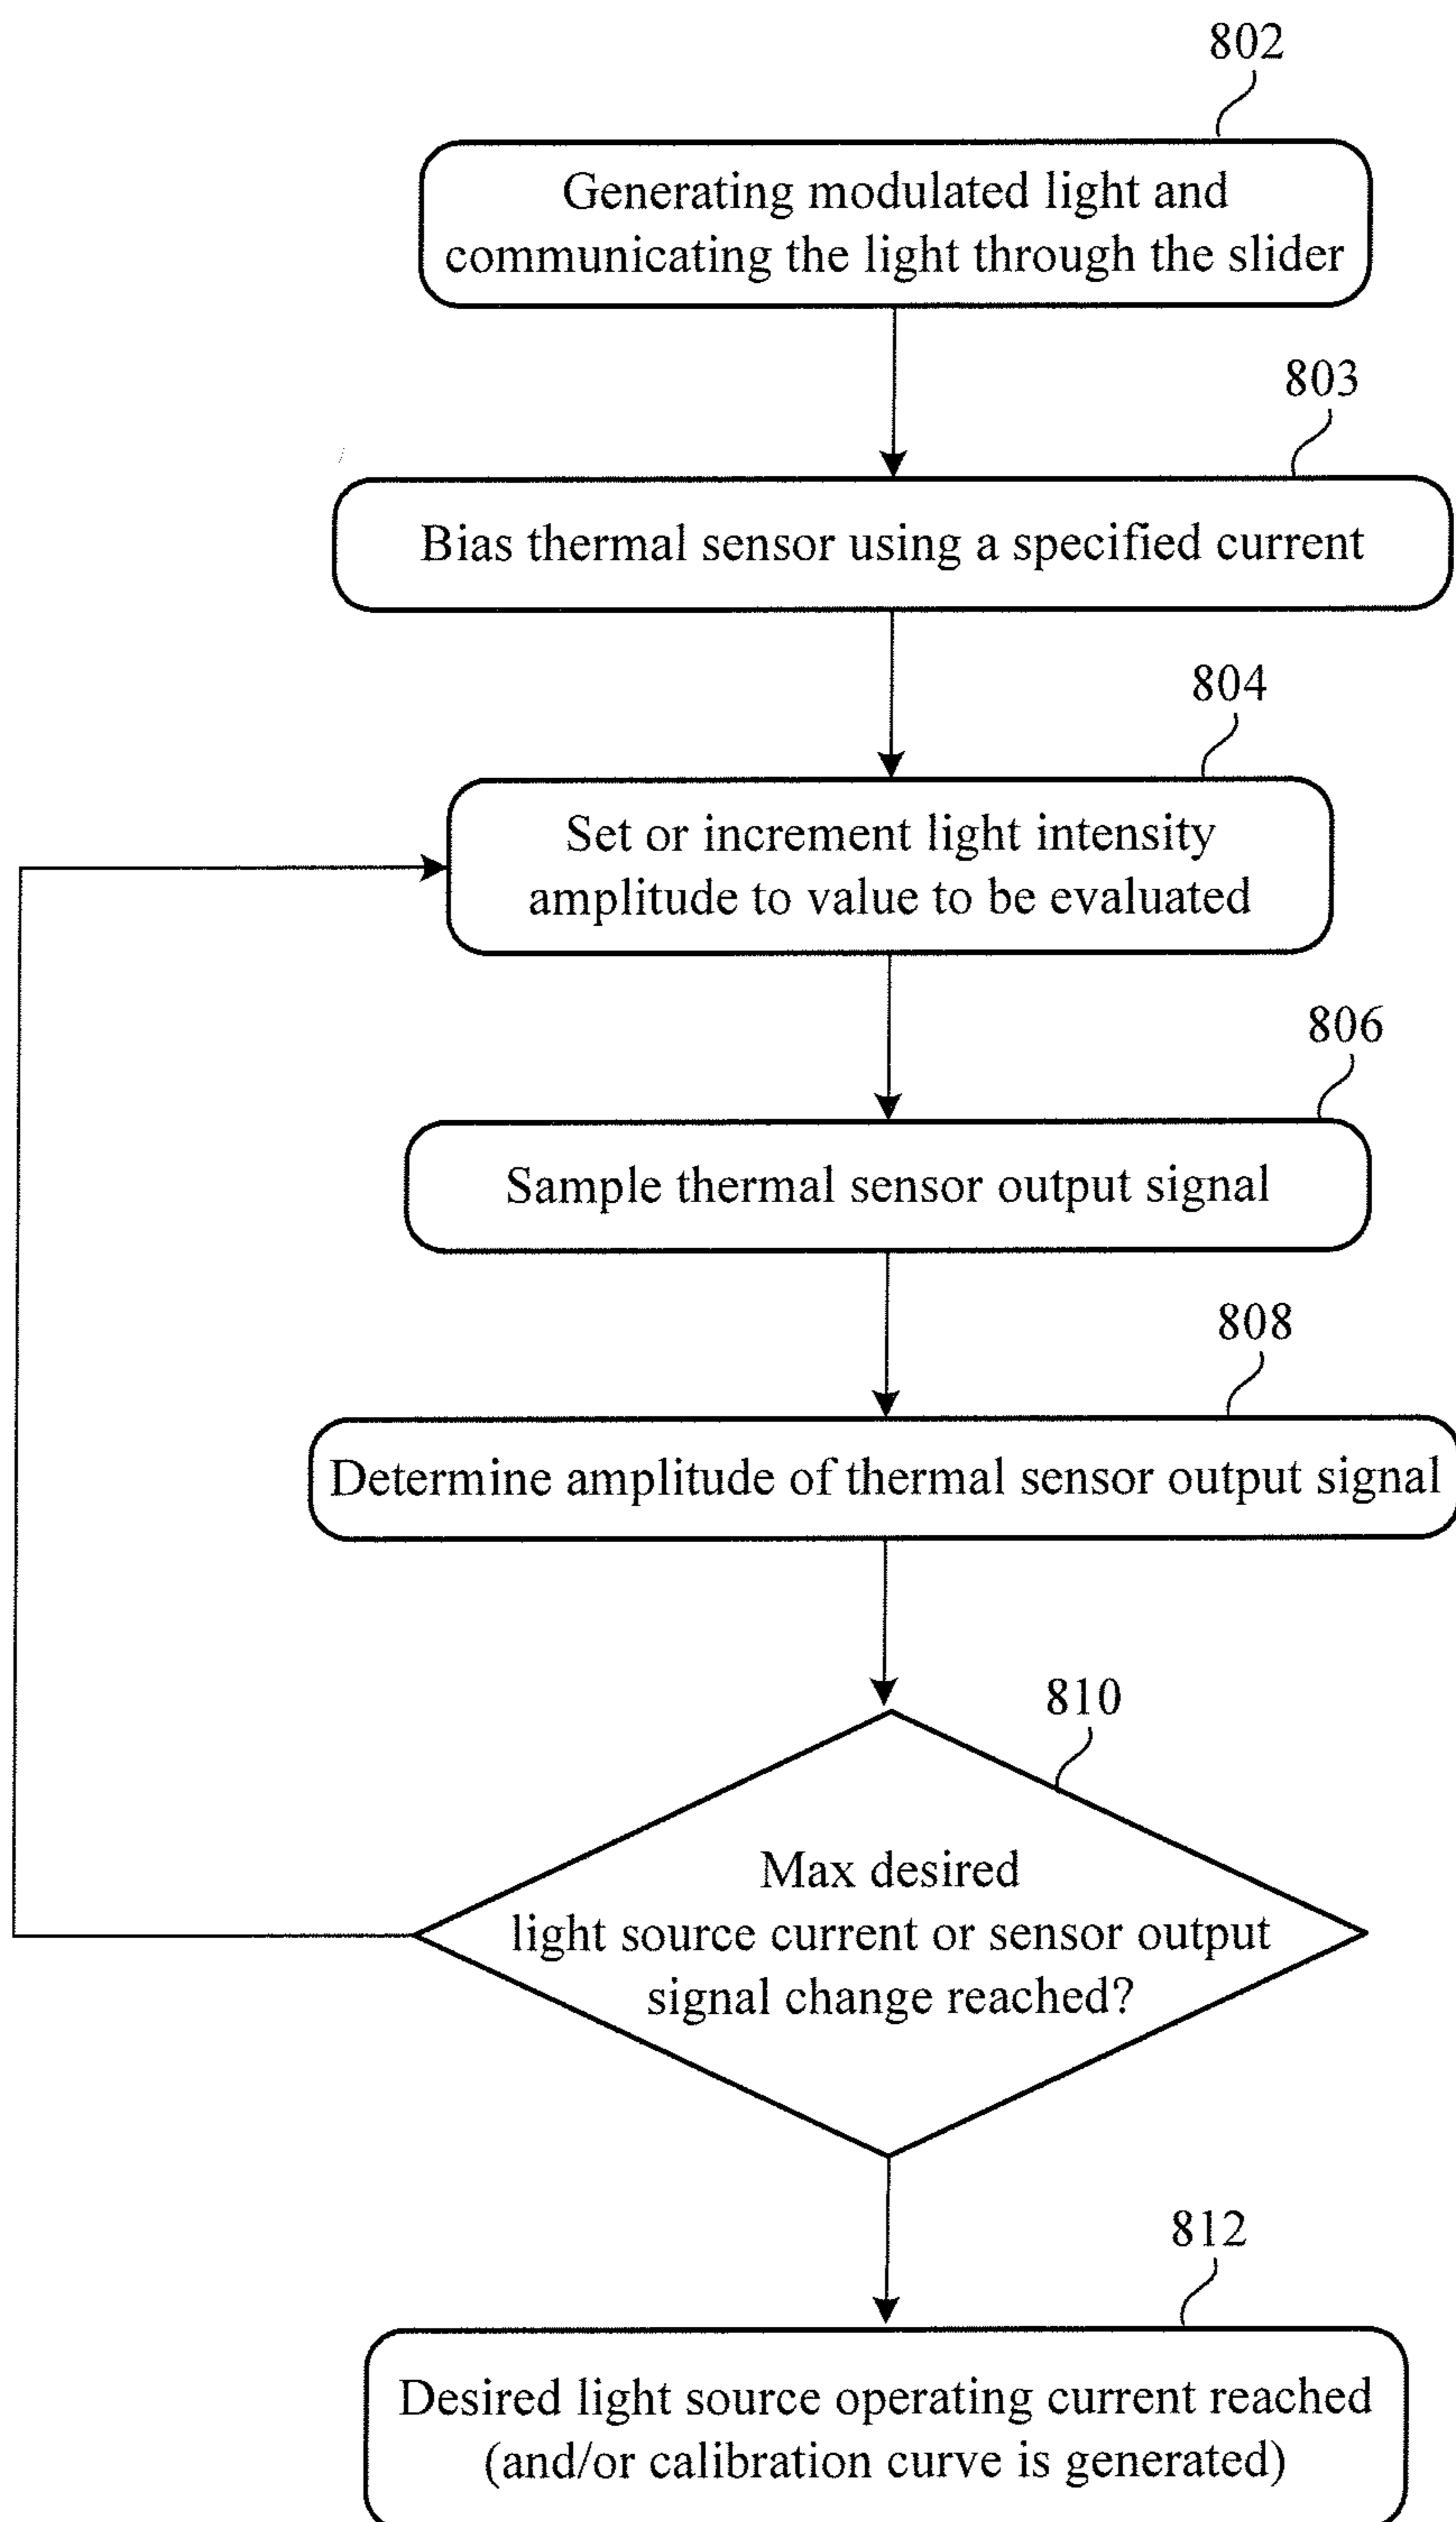 802
Generating modulated light and
communicating the light through the slider
803
Bias thermal sensor using a specified current
804
Set or increment light intensity
amplitude to value to be evaluated
806
Sample thermal sensor output signal
808
Determine amplitude of thermal sensor output signal
810
Max desired
light source current or sensor output
signal change reached?
812
Desired light source operating current reached
(and/or calibration curve is generated)